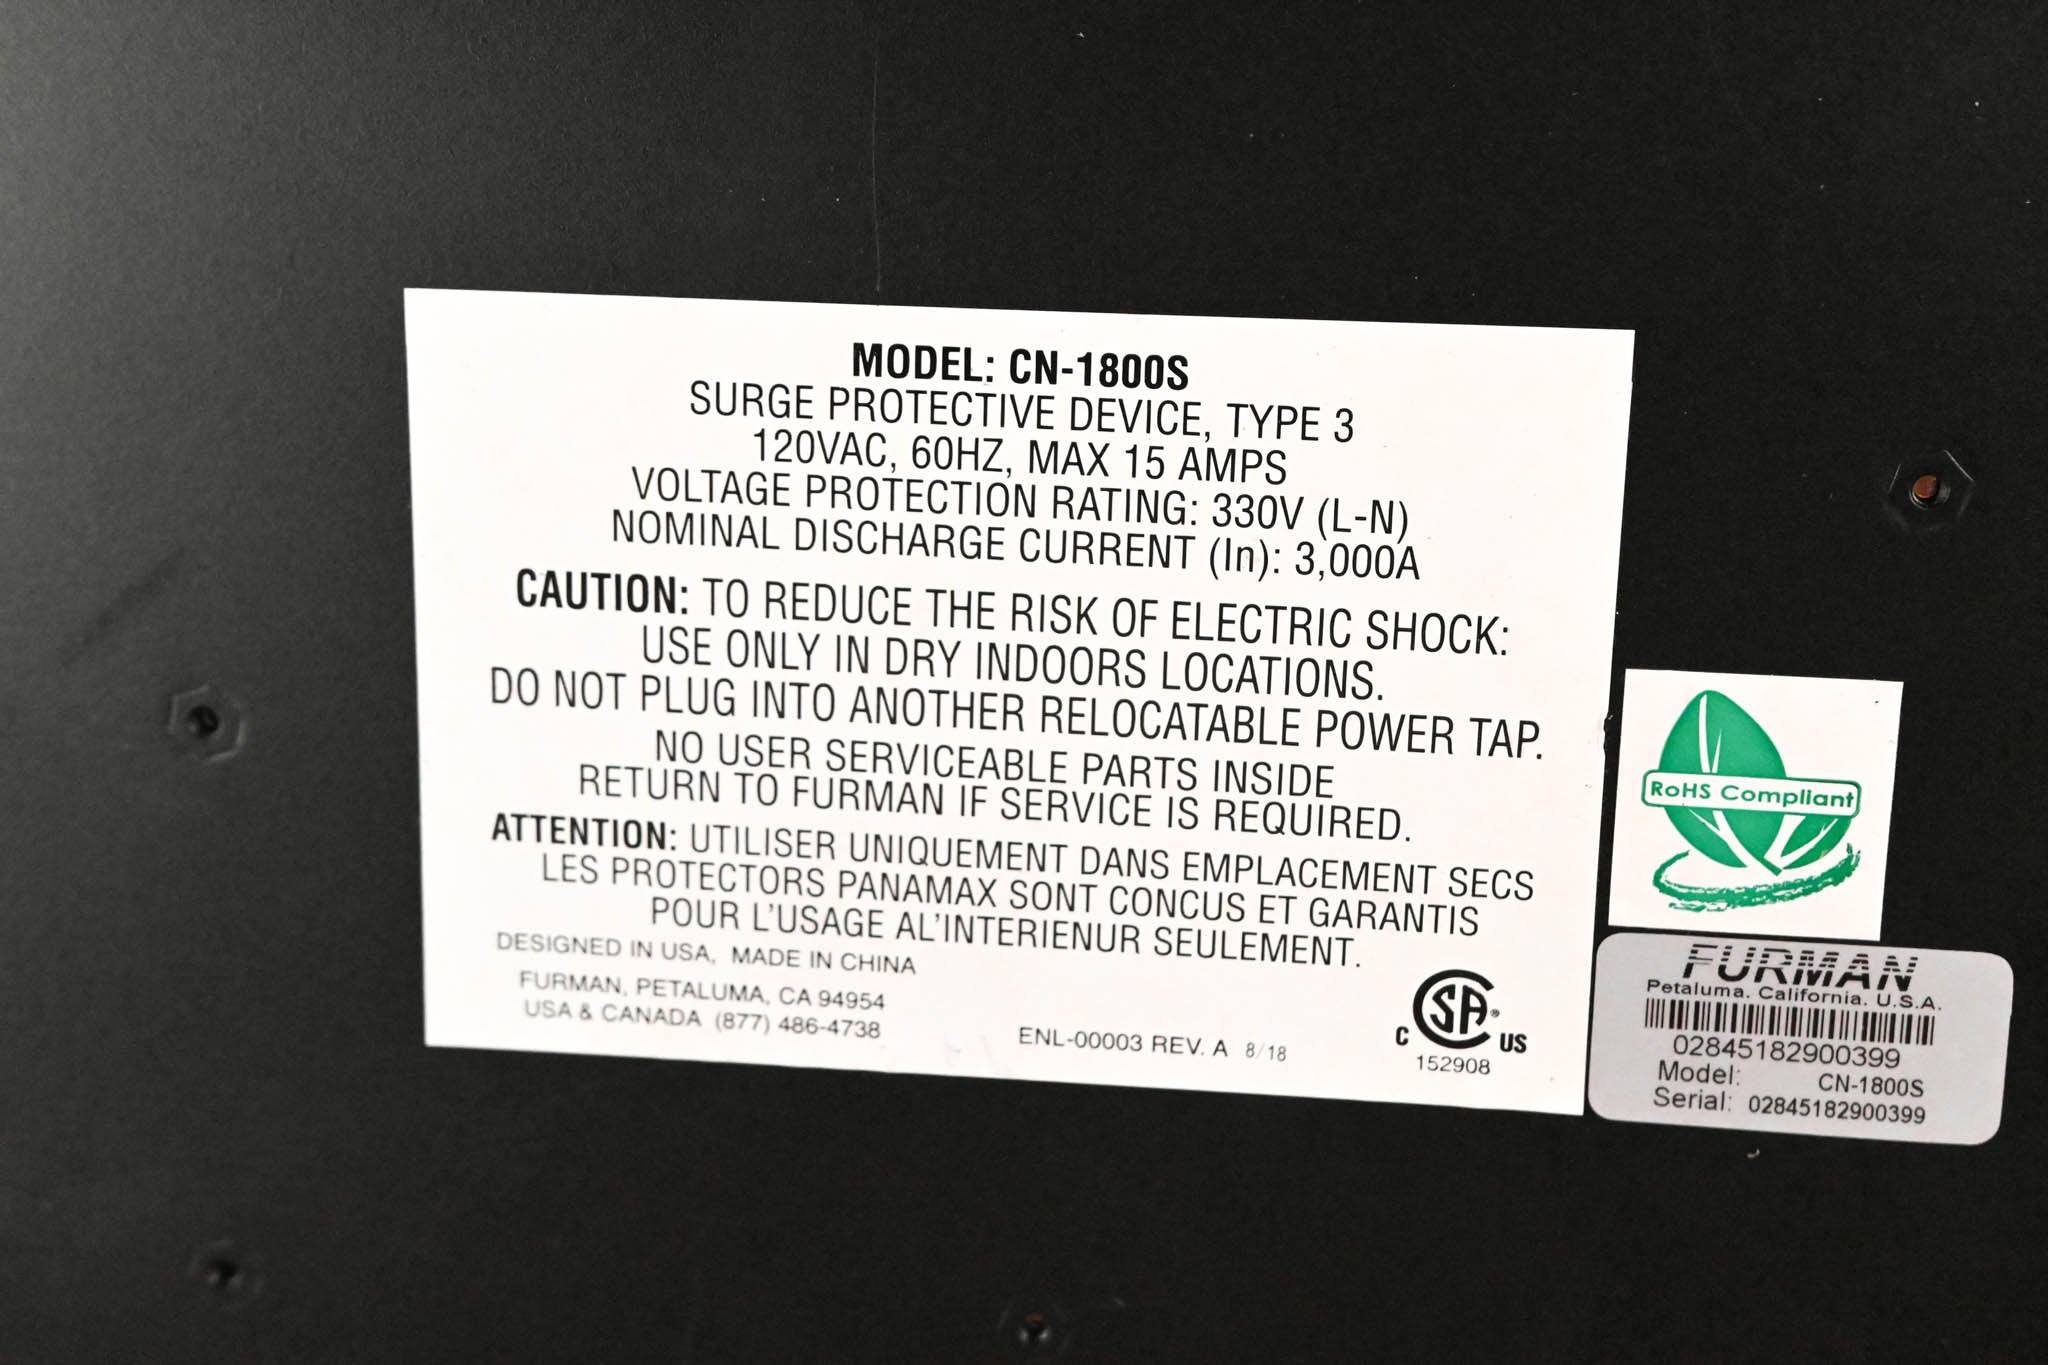 MODEL: CN-1800S
SURGE PROTECTIVE DEVICE, TYPE 3
120VAC, 60HZ, MAX 15 AMPS
VOLTAGE PROTECTION RATING: 330V (L-N)
NOMINAL DISCHARGE CURRENT (In): 3,000A
CAUTION: TO REDUCE THE RISK OF ELECTRIC SHOCK:
USE ONLY IN DRY INDOORS LOCATIONS.
DO NOT PLUG INTO ANOTHER RELOCATABLE POWER TAP.
NO USER SERVICEABLE PARTS INSIDE
RETURN TO FURMAN IF SERVICE IS REQUIRED.
ATTENTION: UTILISER UNIQUEMENT DANS EMPLACEMENT SECS
LES PROTECTORS PANAMAX SONT CONCUS ET GARANTIS
POUR L'USAGE AL'INTERIENUR SEULEMENT.
DESIGNED IN USA, MADE IN CHINA
FURMAN, PETALUMA, CA 94954
USA & CANADA (877) 486-4738
ENL-00003 REV. A 8/18
C SA® US
152908
RoHS Compliant
FURMAN
Petaluma. California. U.S.A.
02845182900399
Model: CN-1800S
Serial: 02845182900399